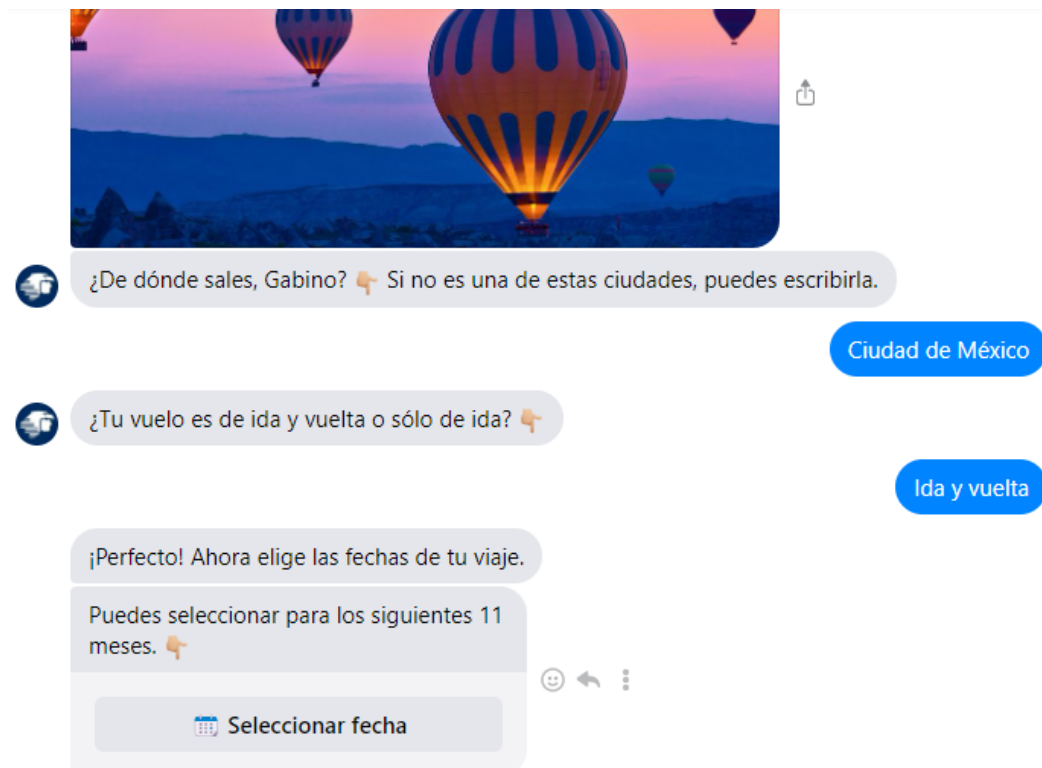 ¿De dónde sales, Gabino? 👇🏼 Si no es una de estas ciudades, puedes escribirla.
Ciudad de México
¿Tu vuelo es de ida y vuelta o sólo de ida? 👇🏼
Ida y vuelta
¡Perfecto! Ahora elige las fechas de tu viaje.
Puedes seleccionar para los siguientes 11
meses. 👇🏼
📅 Seleccionar fecha